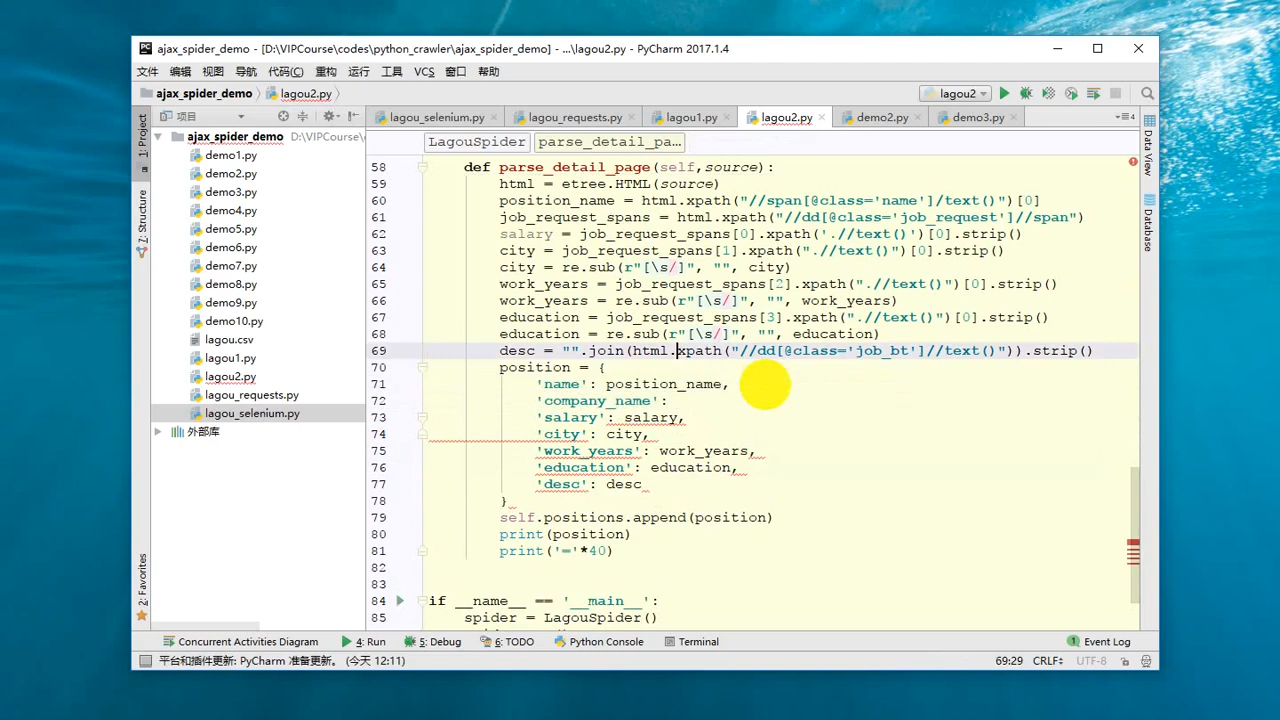 ajax_spider_demo - [D:\VIPCourse\codes\python_crawler\ajax_spider_demo] - ...\lagou2.py - PyCharm 2017.1.4
文件 编辑 视图 导航 代码(C) 重构 运行 工具 VCS 窗口 帮助
ajax_spider_demo lagou2.py lagou2
项目 lagou_selenium.py lagou_requests.py lagou1.py lagou2.py demo2.py demo3.py 4
LagouSpider parse_detail_pa...
1: Project
7: Structure
2: Favorites
ajax_spider_demo D:\VIPCourse
demo1.py
demo2.py
demo3.py
demo4.py
demo5.py
demo6.py
demo7.py
demo8.py
demo9.py
demo10.py
lagou.csv
lagou1.py
lagou2.py
lagou_requests.py
lagou_selenium.py
外部库
58 def parse_detail_page(self,source):
59 html = etree.HTML(source)
60 position_name = html.xpath("//span[@class='name']/text()")[0]
61 job_request_spans = html.xpath("//dd[@class='job_request']//span")
62 salary = job_request_spans[0].xpath('.//text()')[0].strip()
63 city = job_request_spans[1].xpath(".//text()")[0].strip()
64 city = re.sub(r"[\s/]", "", city)
65 work_years = job_request_spans[2].xpath(".//text()")[0].strip()
66 work_years = re.sub(r"[\s/]", "", work_years)
67 education = job_request_spans[3].xpath(".//text()")[0].strip()
68 education = re.sub(r"[\s/]", "", education)
69 desc = "".join(html.xpath("//dd[@class='job_bt']//text()")).strip()
70 position = {
71 'name': position_name,
72 'company_name':
73 'salary': salary,
74 'city': city,
75 'work_years': work_years,
76 'education': education,
77 'desc': desc
78 }
79 self.positions.append(position)
80 print(position)
81 print('='*40)
82
83
84 if __name__ == '__main__':
85 spider = LagouSpider()
Data View
Database
Concurrent Activities Diagram 4: Run 5: Debug 6: TODO Python Console Terminal 1 Event Log
平台和插件更新: PyCharm 准备更新。 (今天 12:11) 69:29 CRLF UTF-8